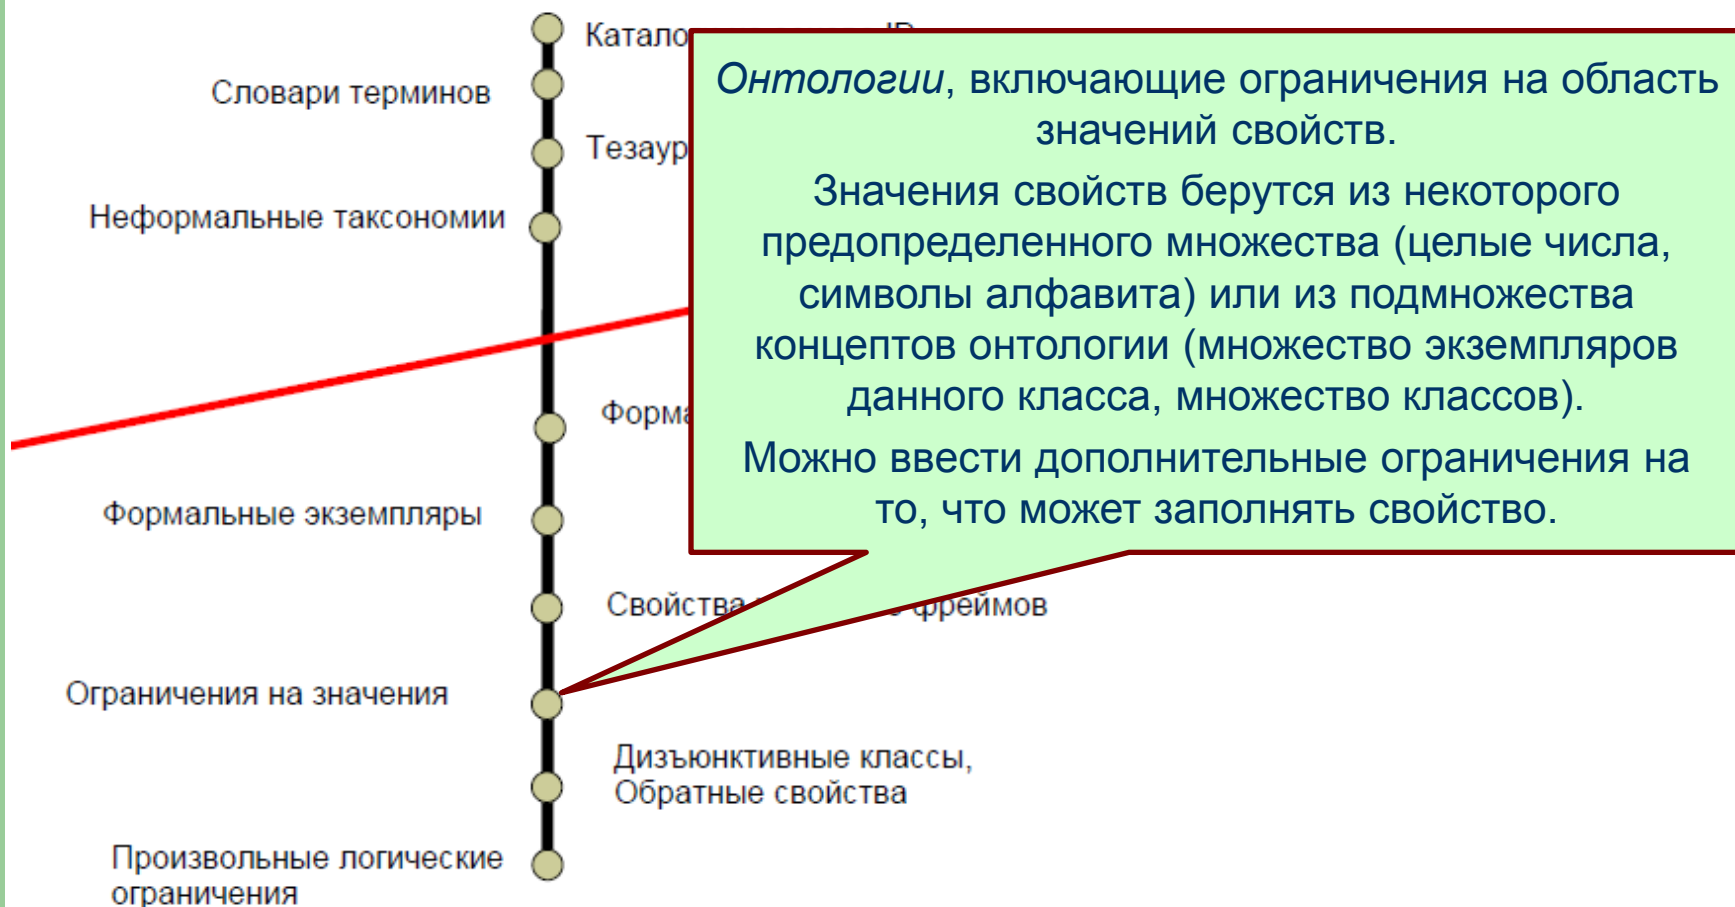 Словари терминов
Неформальные таксономии
Формальные экземпляры
Свойства
фреймов
Ограничения на значения
Дизъюнктивные классы,
Обратные свойства
Произвольные логические
ограничения
Онтологии, включающие ограничения на область
значений свойств.
Значения свойств берутся из некоторого
предопределенного множества (целые числа,
символы алфавита) или из подмножества
концептов онтологии (множество экземпляров
данного класса, множество классов).
Можно ввести дополнительные ограничения на
то, что может заполнять свойство.